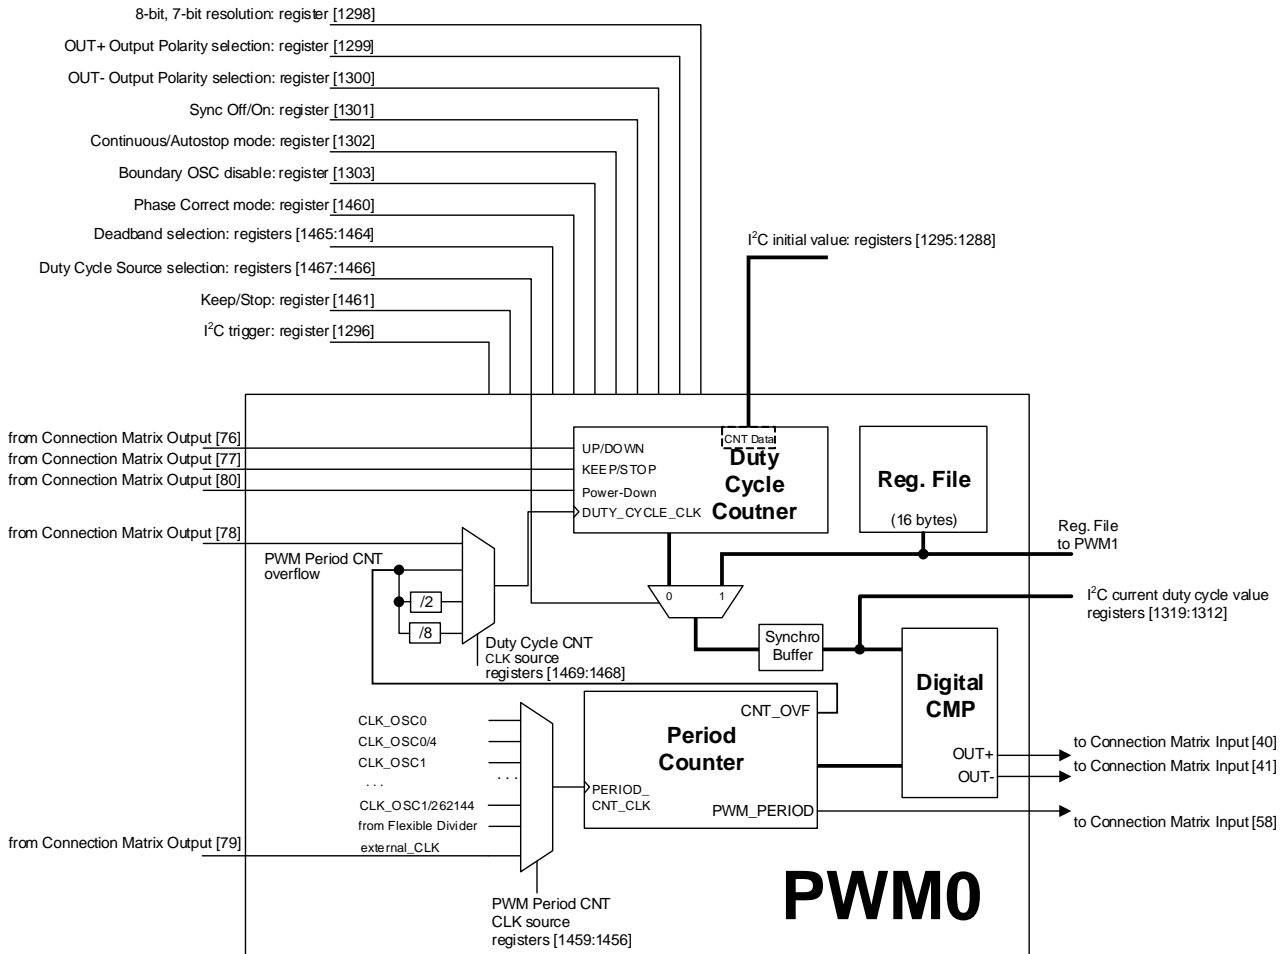 8-bit, 7-bit resolution: register [1298]
OUT+ Output Polarity selection: register [1299]
OUT- Output Polarity selection: register [1300]
Sync Off/On: register [1301]
Continuous/Autostop mode: register [1302]
Boundary OSC disable: register [1303]
Phase Correct mode: register [1460]
Deadband selection: registers [1465:1464]
Duty Cycle Source selection: registers [1467:1466]
Keep/Stop: register [1461]
I²C trigger: register [1296]
I²C initial value: registers [1295:1288]
from Connection Matrix Output [76]
from Connection Matrix Output [77]
from Connection Matrix Output [80]
from Connection Matrix Output [78]
UP/DOWN
KEEP/STOP
Power-Down
DUTY_CYCLE_CLK
CNT Data
Duty
Cycle
Coutner
Reg. File
(16 bytes)
Reg. File
to PWM1
PWM Period CNT
overflow
/2
/8
0
1
Duty Cycle CNT
CLK source
registers [1469:1468]
Synchro
Buffer
I²C current duty cycle value
registers [1319:1312]
Digital
CMP
OUT+
OUT-
to Connection Matrix Input [40]
to Connection Matrix Input [41]
to Connection Matrix Input [58]
CLK_OSC0
CLK_OSC0/4
CLK_OSC1
. . .
. . .
CLK_OSC1/262144
from Flexible Divider
external_CLK
from Connection Matrix Output [79]
CNT_OVF
Period
Counter
PERIOD_
CNT_CLK
PWM_PERIOD
PWM Period CNT
CLK source
registers [1459:1456]
PWM0